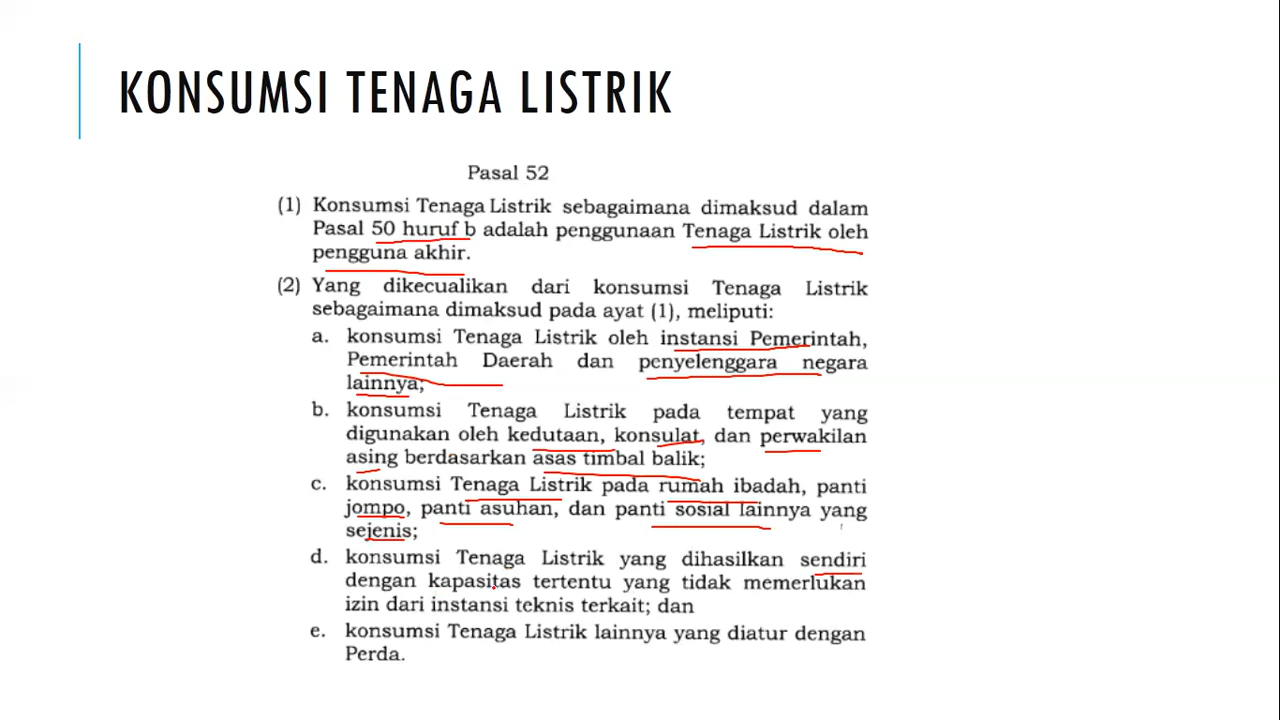 KONSUMSI TENAGA LISTRIK
Pasal 52
(1) Konsumsi Tenaga Listrik sebagaimana dimaksud dalam
Pasal 50 huruf b adalah penggunaan Tenaga Listrik oleh
pengguna akhir.
(2) Yang dikecualikan dari konsumsi Tenaga Listrik
sebagaimana dimaksud pada ayat (1), meliputi:
a. konsumsi Tenaga Listrik oleh instansi Pemerintah,
Pemerintah Daerah dan penyelenggara negara
lainnya;
b. konsumsi Tenaga Listrik pada tempat yang
digunakan oleh kedutaan, konsulat, dan perwakilan
asing berdasarkan asas timbal balik;
c. konsumsi Tenaga Listrik pada rumah ibadah, panti
jompo, panti asuhan, dan panti sosial lainnya yang
sejenis;
d. konsumsi Tenaga Listrik yang dihasilkan sendiri
dengan kapasitas tertentu yang tidak memerlukan
izin dari instansi teknis terkait; dan
e. konsumsi Tenaga Listrik lainnya yang diatur dengan
Perda.